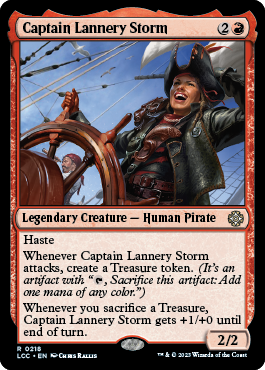 Captain Lannery Storm 2
Legendary Creature — Human Pirate
Haste
Whenever Captain Lannery Storm
attacks, create a Treasure token. (It's an
artifact with ", Sacrifice this artifact: Add
one mana of any color.")
Whenever you sacrifice a Treasure,
Captain Lannery Storm gets +1/+0 until
end of turn.
2/2
R 0216
LCC • EN Chris Rallis
™ & © 2023 Wizards of the Coast